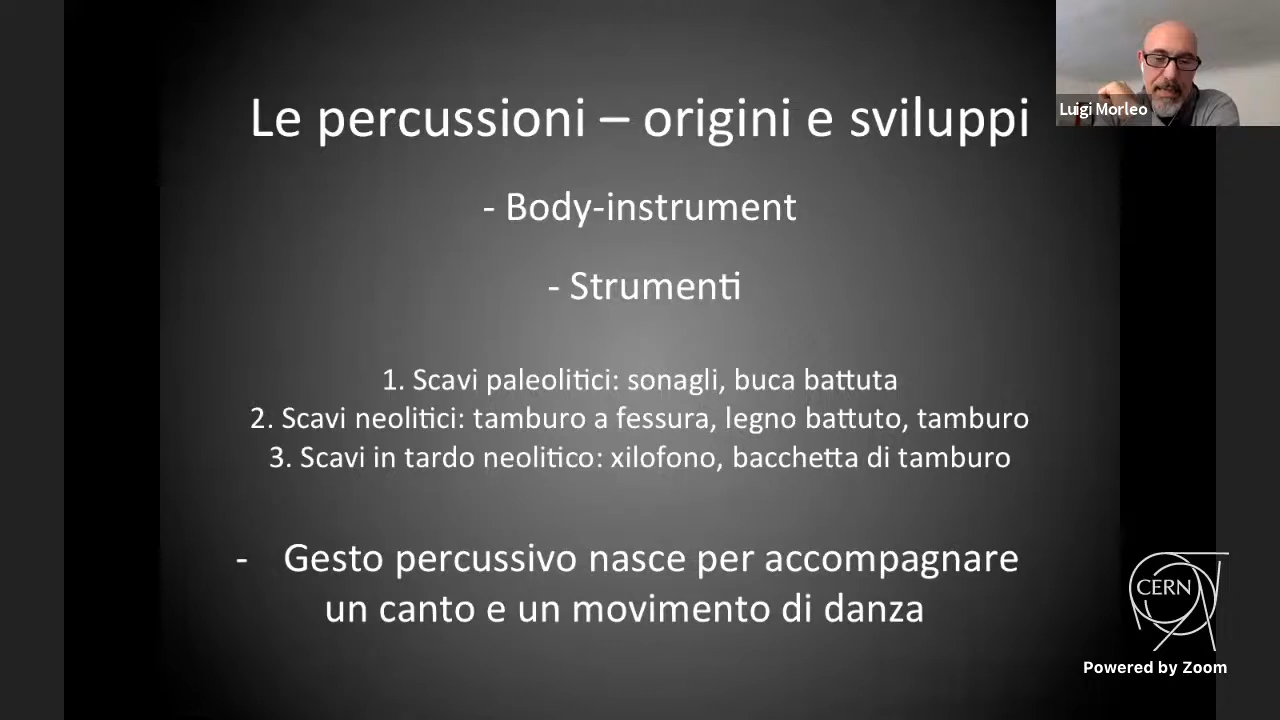 Le percussioni – origini e sviluppi
Luigi Morleo
- Body-instrument
- Strumenti
1. Scavi paleolitici: sonagli, buca battuta
2. Scavi neolitici: tamburo a fessura, legno battuto, tamburo
3. Scavi in tardo neolitico: xilofono, bacchetta di tamburo
- Gesto percussivo nasce per accompagnare
un canto e un movimento di danza
CERN
Powered by Zoom